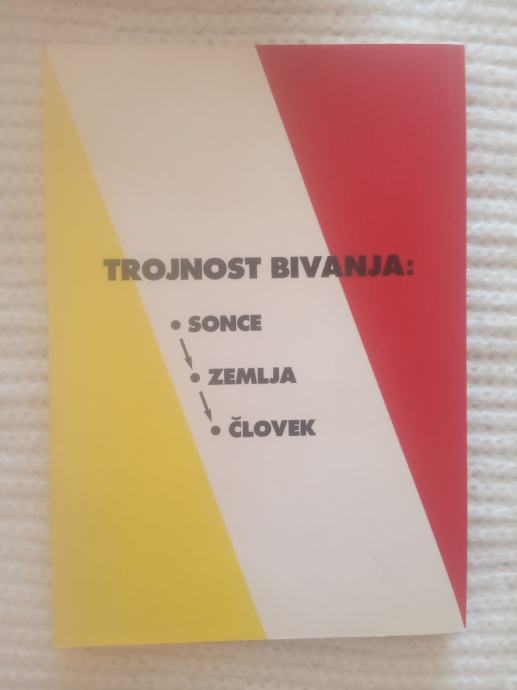 TROJNOST BIVANJA:
• SONCE
• ZEMLJA
• ČLOVEK